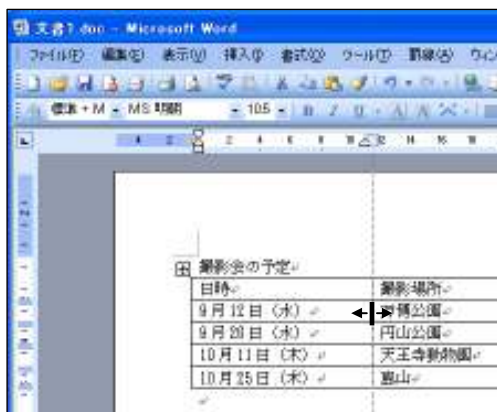 文書1.doc - Microsoft Word
ファイル(F) 編集(E) 表示(V) 挿入(I) 書式(O) ツール(T) 罫線(A)
標準 + M MS 明朝 10.5
撮影会の予定
日時 撮影場所
9月12日（水） 公園
9月20日（水） 円山公園
10月11日（木） 天王寺動物園
10月25日（木）